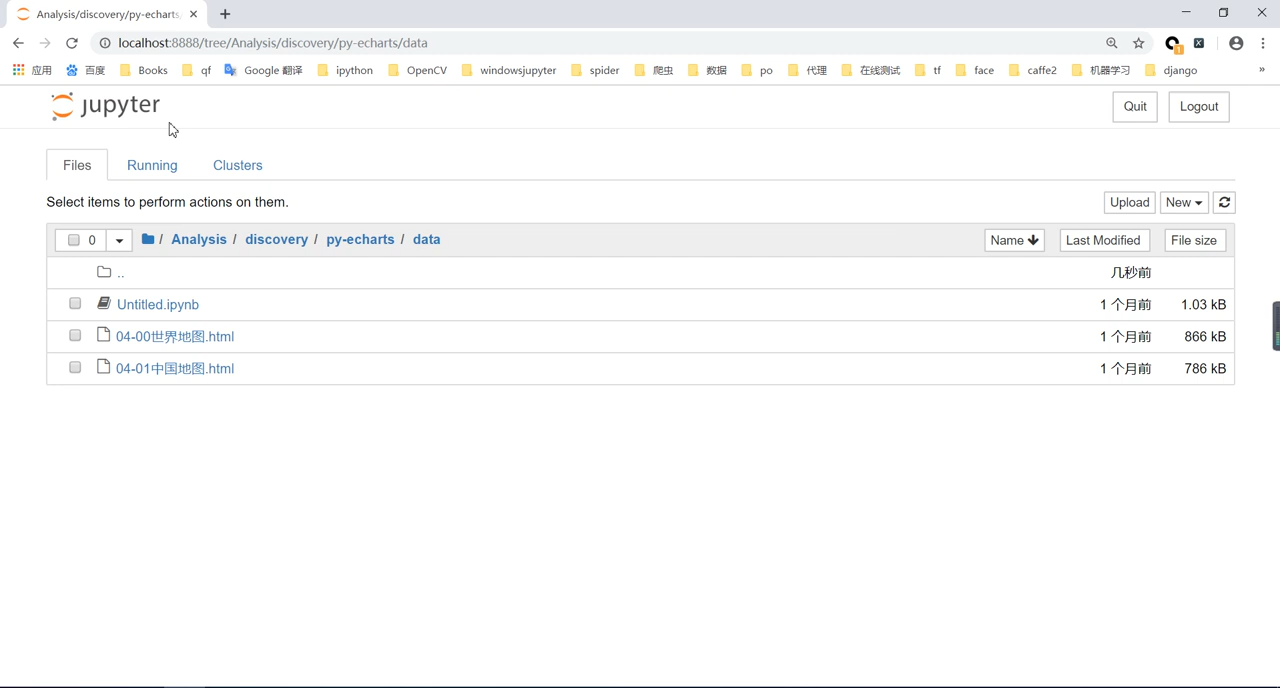 Analysis/discovery/py-echarts
localhost:8888/tree/Analysis/discovery/py-echarts/data
1
应用 百度 Books qf Google 翻译 ipython OpenCV windowsjupyter spider 爬虫 数据 po 代理 在线测试 tf face caffe2 机器学习 django »
jupyter Quit Logout
Files Running Clusters
Select items to perform actions on them. Upload New
0 / Analysis / discovery / py-echarts / data Name Last Modified File size
.. 几秒前
Untitled.ipynb 1 个月前 1.03 kB
04-00世界地图.html 1 个月前 866 kB
04-01中国地图.html 1 个月前 786 kB